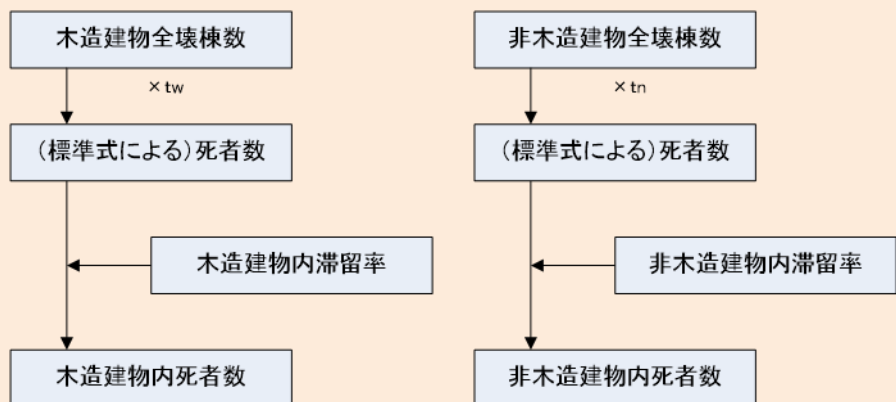 木造建物全壊棟数
×tw
(標準式による)死者数
木造建物内滞留率
木造建物内死者数
非木造建物全壊棟数
×tn
(標準式による)死者数
非木造建物内滞留率
非木造建物内死者数